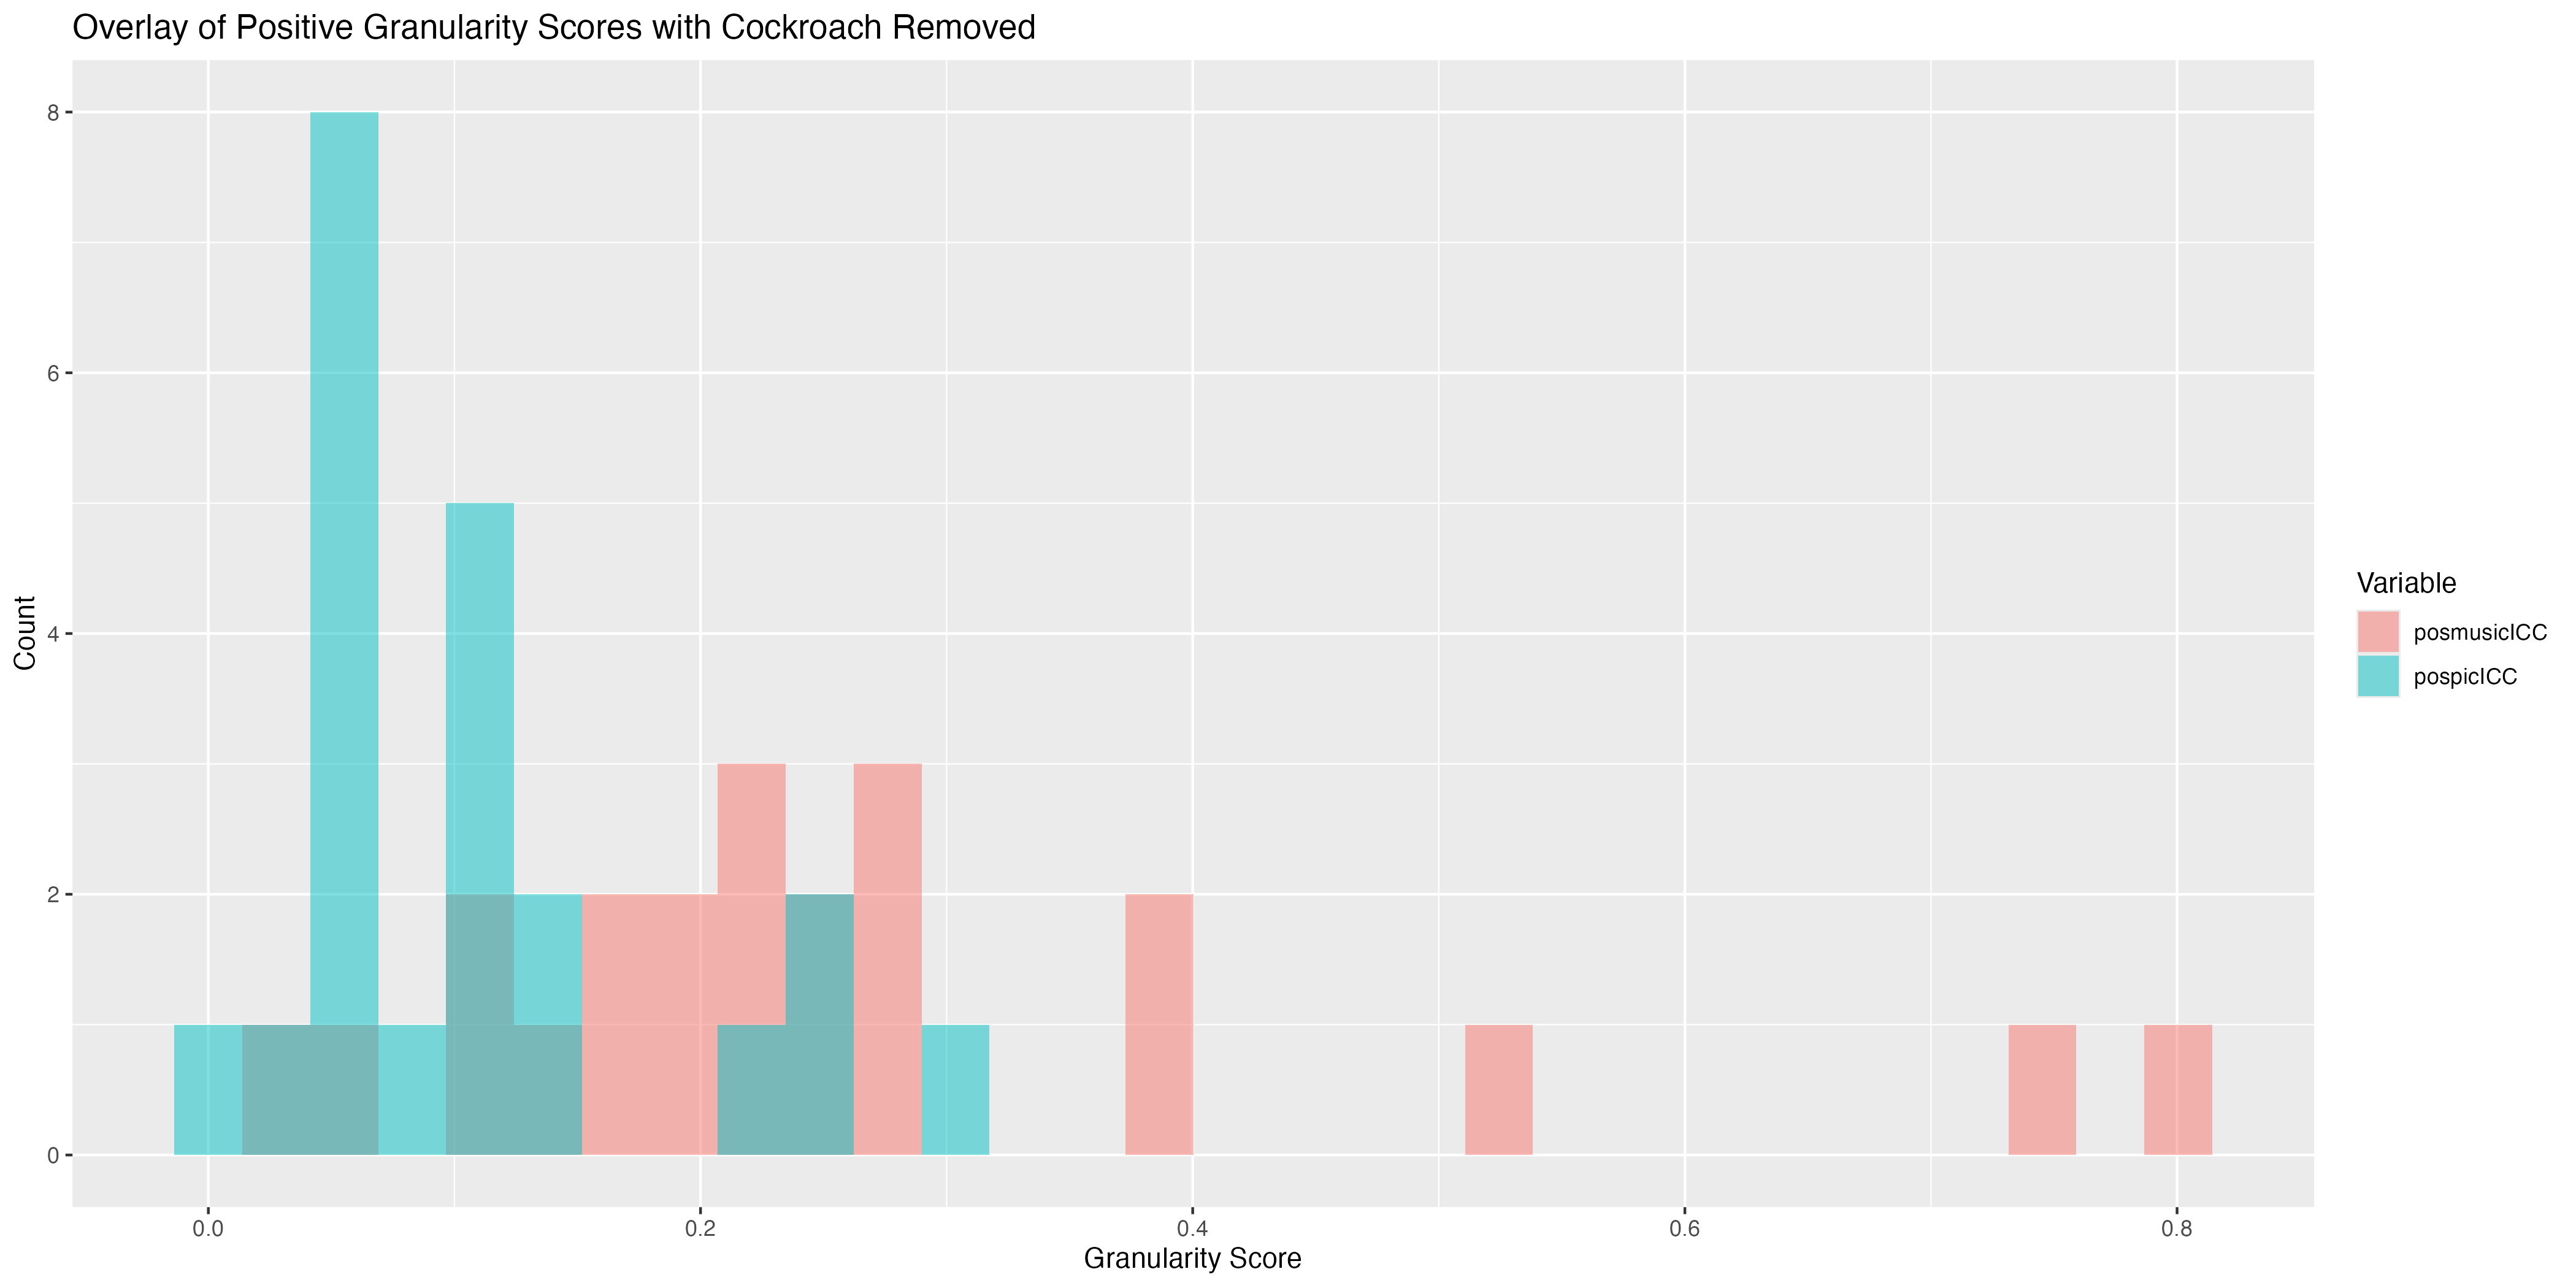 Overlay of Positive Granularity Scores with Cockroach Removed
8
6
4
2
0
Count
0.0 0.2 0.4 0.6 0.8
Granularity Score
Variable
posmusicICC
pospicICC